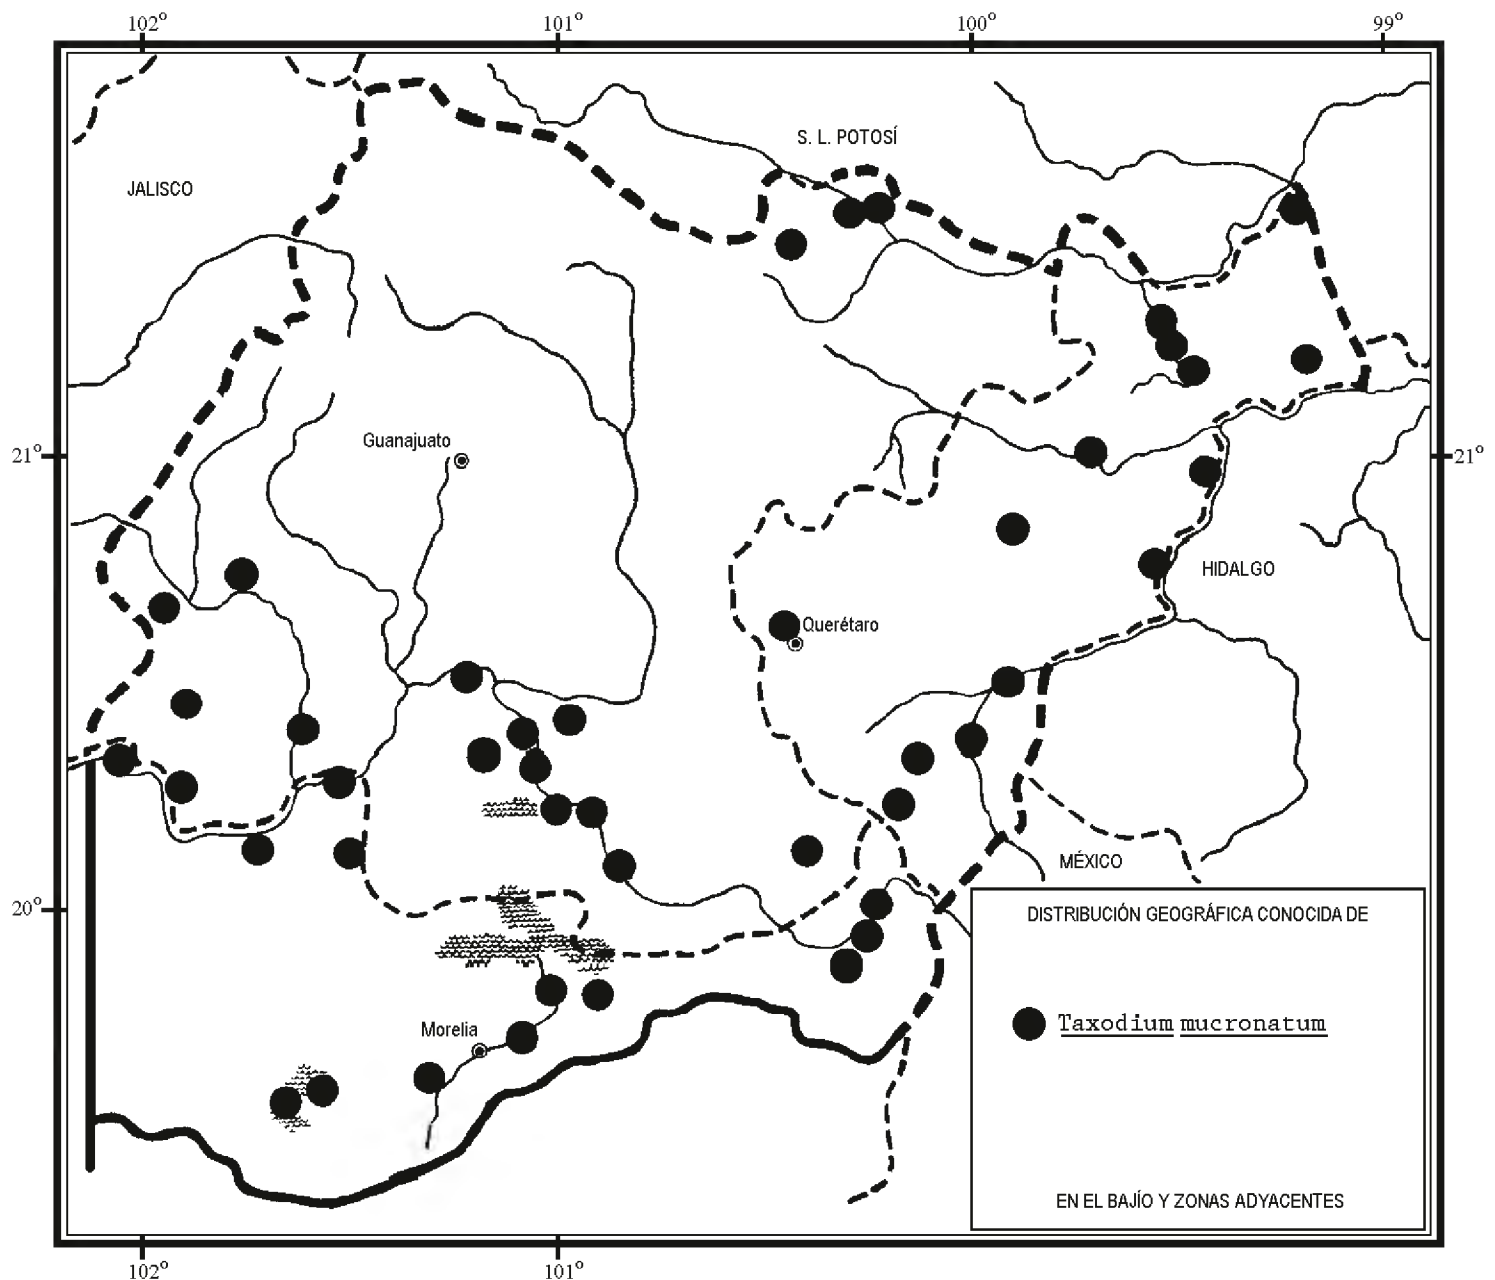 102° 101° 100° 99°
S. L. POTOSÍ
JALISCO
Guanajuato
21° 21°
HIDALGO
Querétaro
MÉXICO
20°
DISTRIBUCIÓN GEOGRÁFICA CONOCIDA DE
Taxodium mucronatum
Morelia
EN EL BAJÍO Y ZONAS ADYACENTES
102° 101°